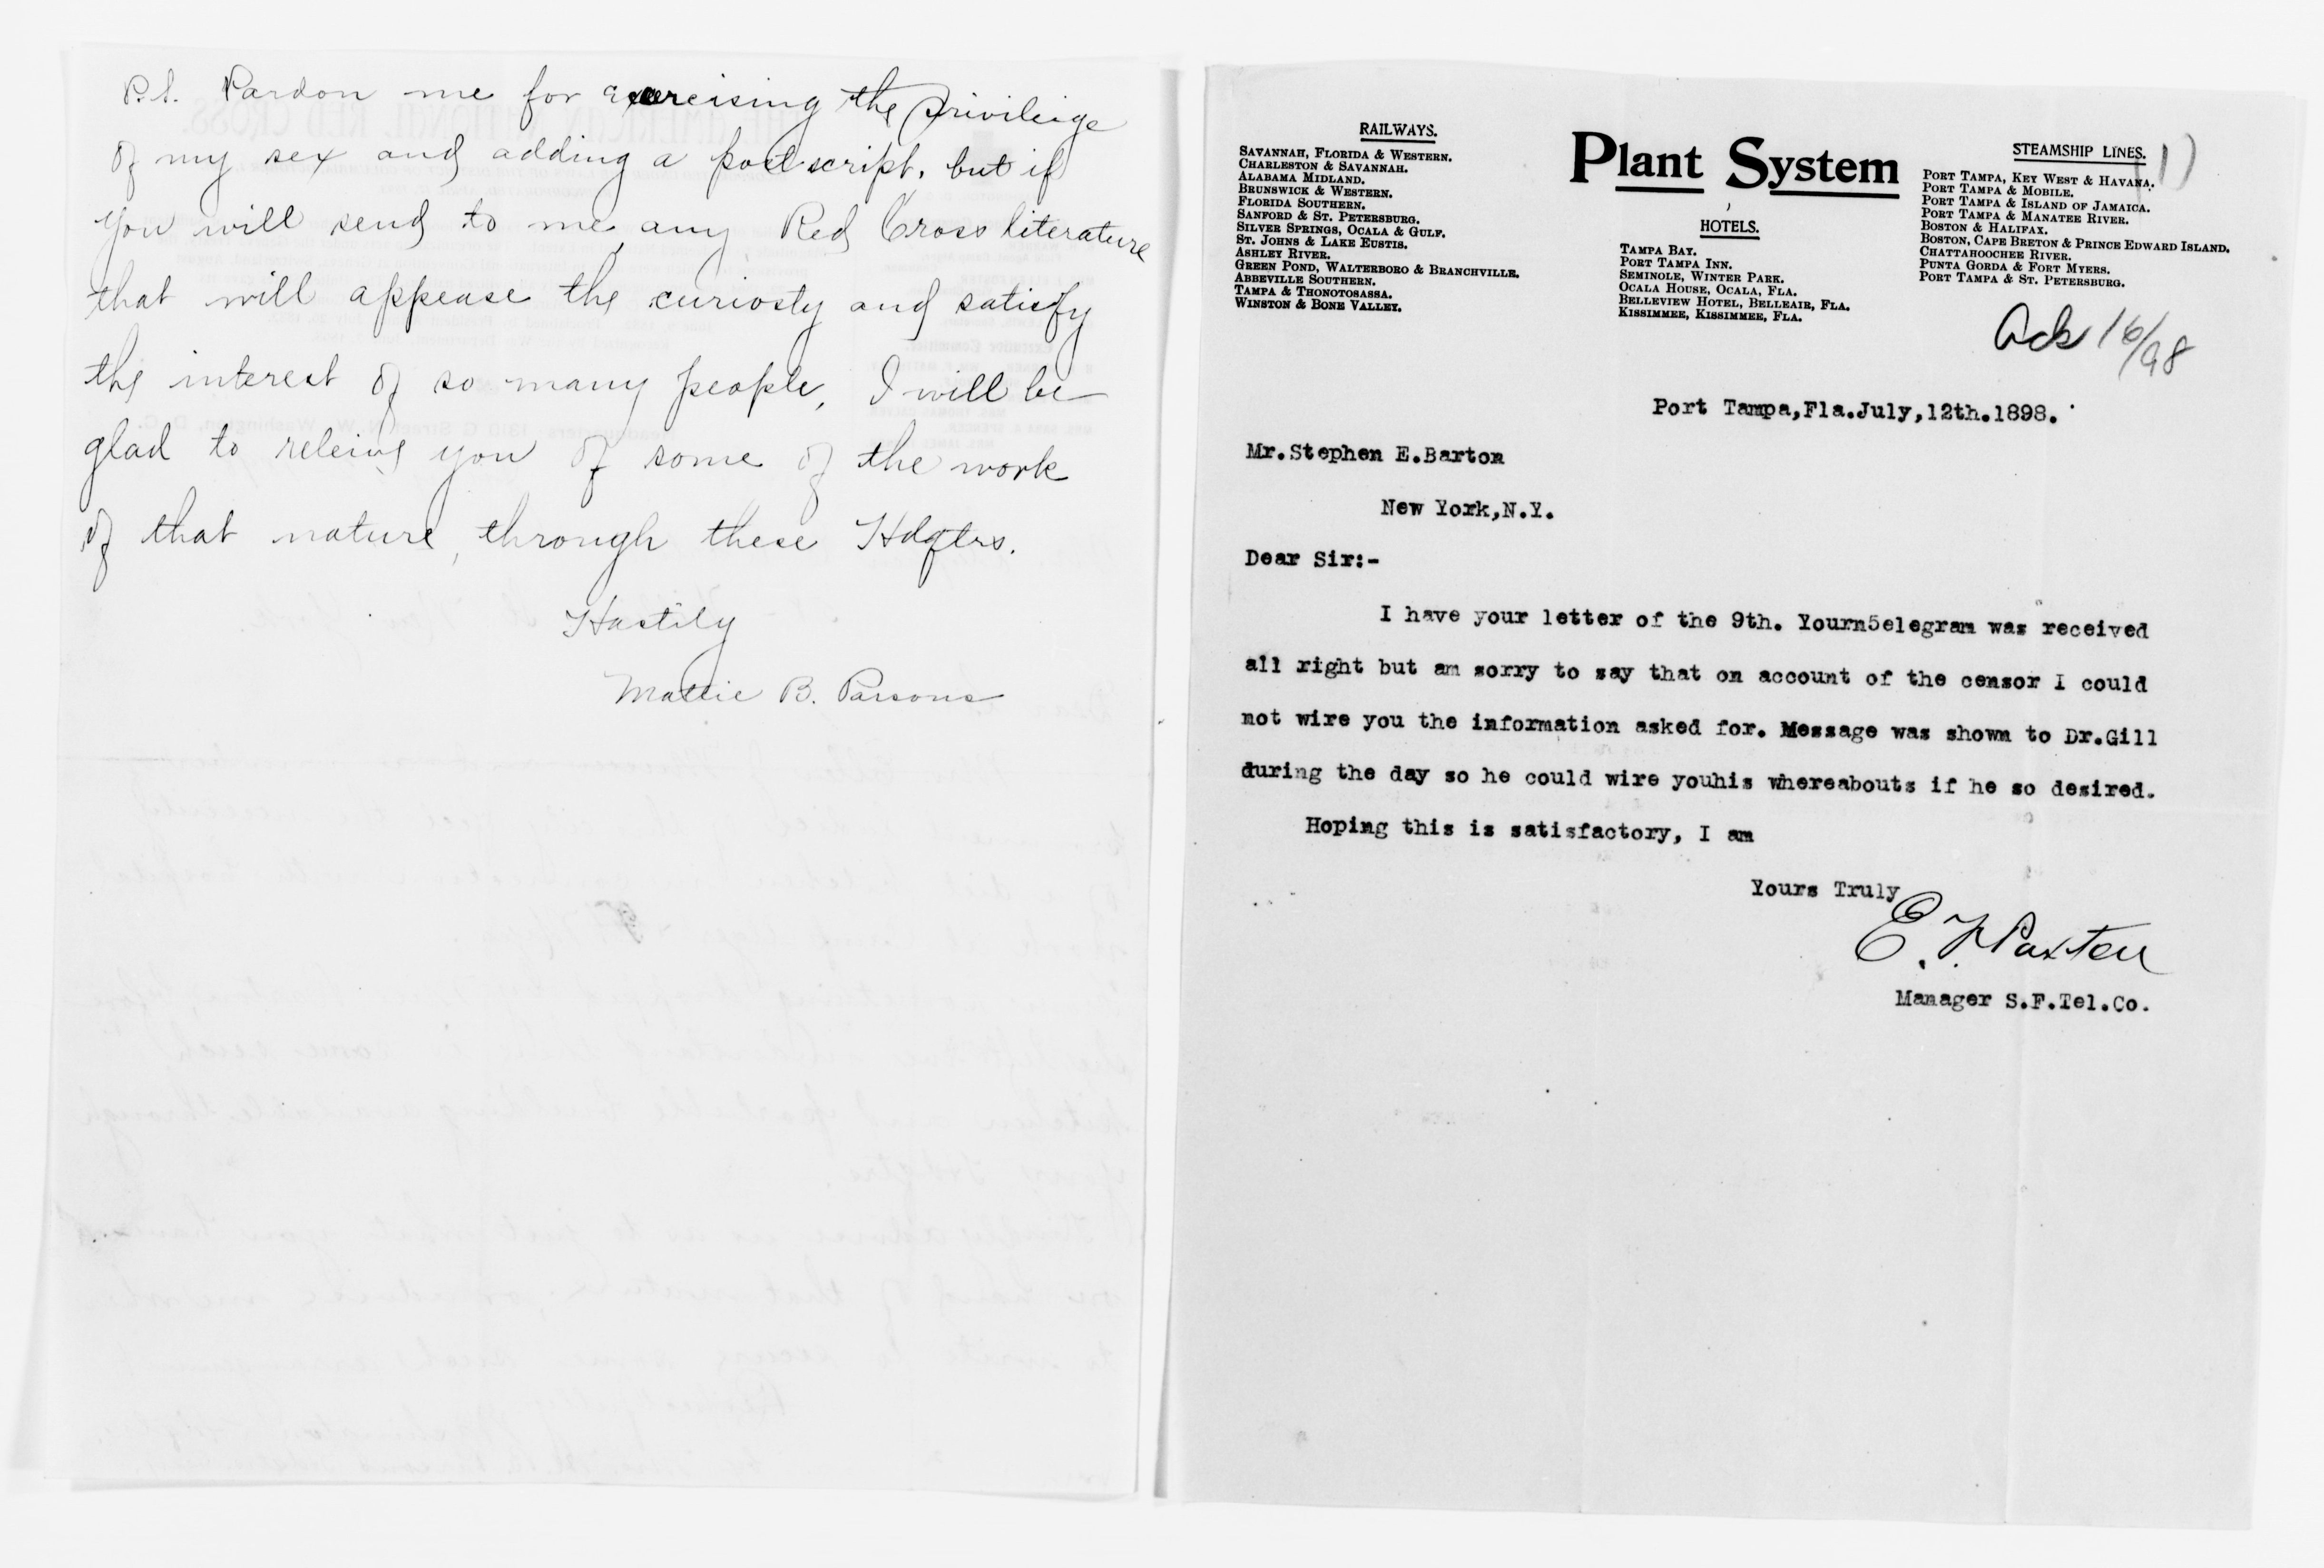 P.S. Pardon me for exercising the privileige
of my sex and adding a postscript, but if
you will send to me any Red Cross literature
that will appease the curiosty and satisfy
the interest of so many people, I will be
glad to releive you of some of the work
of that nature, through these Hdqtrs.
Hastily
Mattie B. Parsons
RAILWAYS.
SAVANNAH, FLORIDA & WESTERN.
CHARLESTON & SAVANNAH.
ALABAMA MIDLAND.
BRUNSWICK & WESTERN.
FLORIDA SOUTHERN.
SANFORD & ST. PETERSBURG.
SILVER SPRINGS, OCALA & GULF.
ST. JOHNS & LAKE EUSTIS.
ASHLEY RIVER.
GREEN POND, WALTERBORO & BRANCHVILLE.
ABBEVILLE SOUTHERN.
TAMPA & THONOTOSASSA.
WINSTON & BONE VALLEY.
Plant System
HOTELS.
TAMPA BAY.
PORT TAMPA INN.
SEMINOLE, WINTER PARK.
OCALA HOUSE, OCALA, FLA.
BELLEVIEW HOTEL, BELLEAIR, FLA.
KISSIMMEE, KISSIMMEE, FLA.
STEAMSHIP LINES.
PORT TAMPA, KEY WEST & HAVANA.
PORT TAMPA & MOBILE.
PORT TAMPA & ISLAND OF JAMAICA.
PORT TAMPA & MANATEE RIVER.
BOSTON & HALIFAX.
BOSTON, CAPE BRETON & PRINCE EDWARD ISLAND.
CHATTAHOOCHEE RIVER.
PUNTA GORDA & FORT MYERS.
PORT TAMPA & ST. PETERSBURG.
Ack 16/98
Port Tampa,Fla.July,12th.1898.
Mr.Stephen E.Barton
New York,N.Y.
Dear Sir:-
I have your letter of the 9th. Yourn5elegram was received
all right but am sorry to say that on account of the censor I could
not wire you the information asked for. Message was shown to Dr.Gill
during the day so he could wire youhis whereabouts if he so desired.
Hoping this is satisfactory, I am
Yours Truly
E. F. Paxton
Manager S.F.Tel.Co.